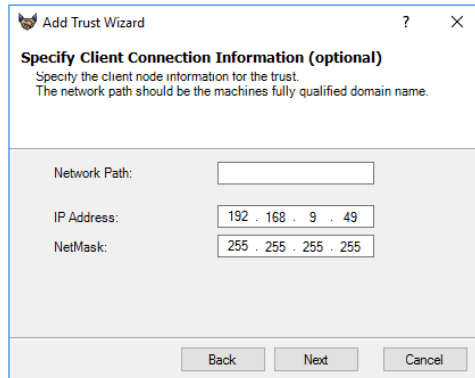 Add Trust Wizard ?
Specify Client Connection Information (optional)
Specify the client node information for the trust.
The network path should be the machines fully qualified domain name.
Network Path:
IP Address: 192 . 168 . 9 . 49
NetMask: 255 . 255 . 255 . 255
Back Next Cancel